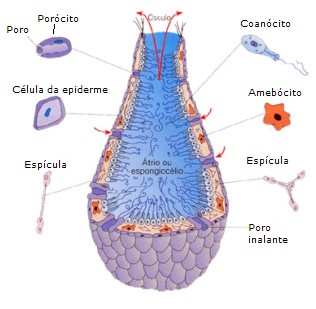 Ósculo
Porócito
Poro
Coanócito
Célula da epiderme
Amebócito
Espícula
Átrio ou
espongiocélio
Espícula
Poro
inalante